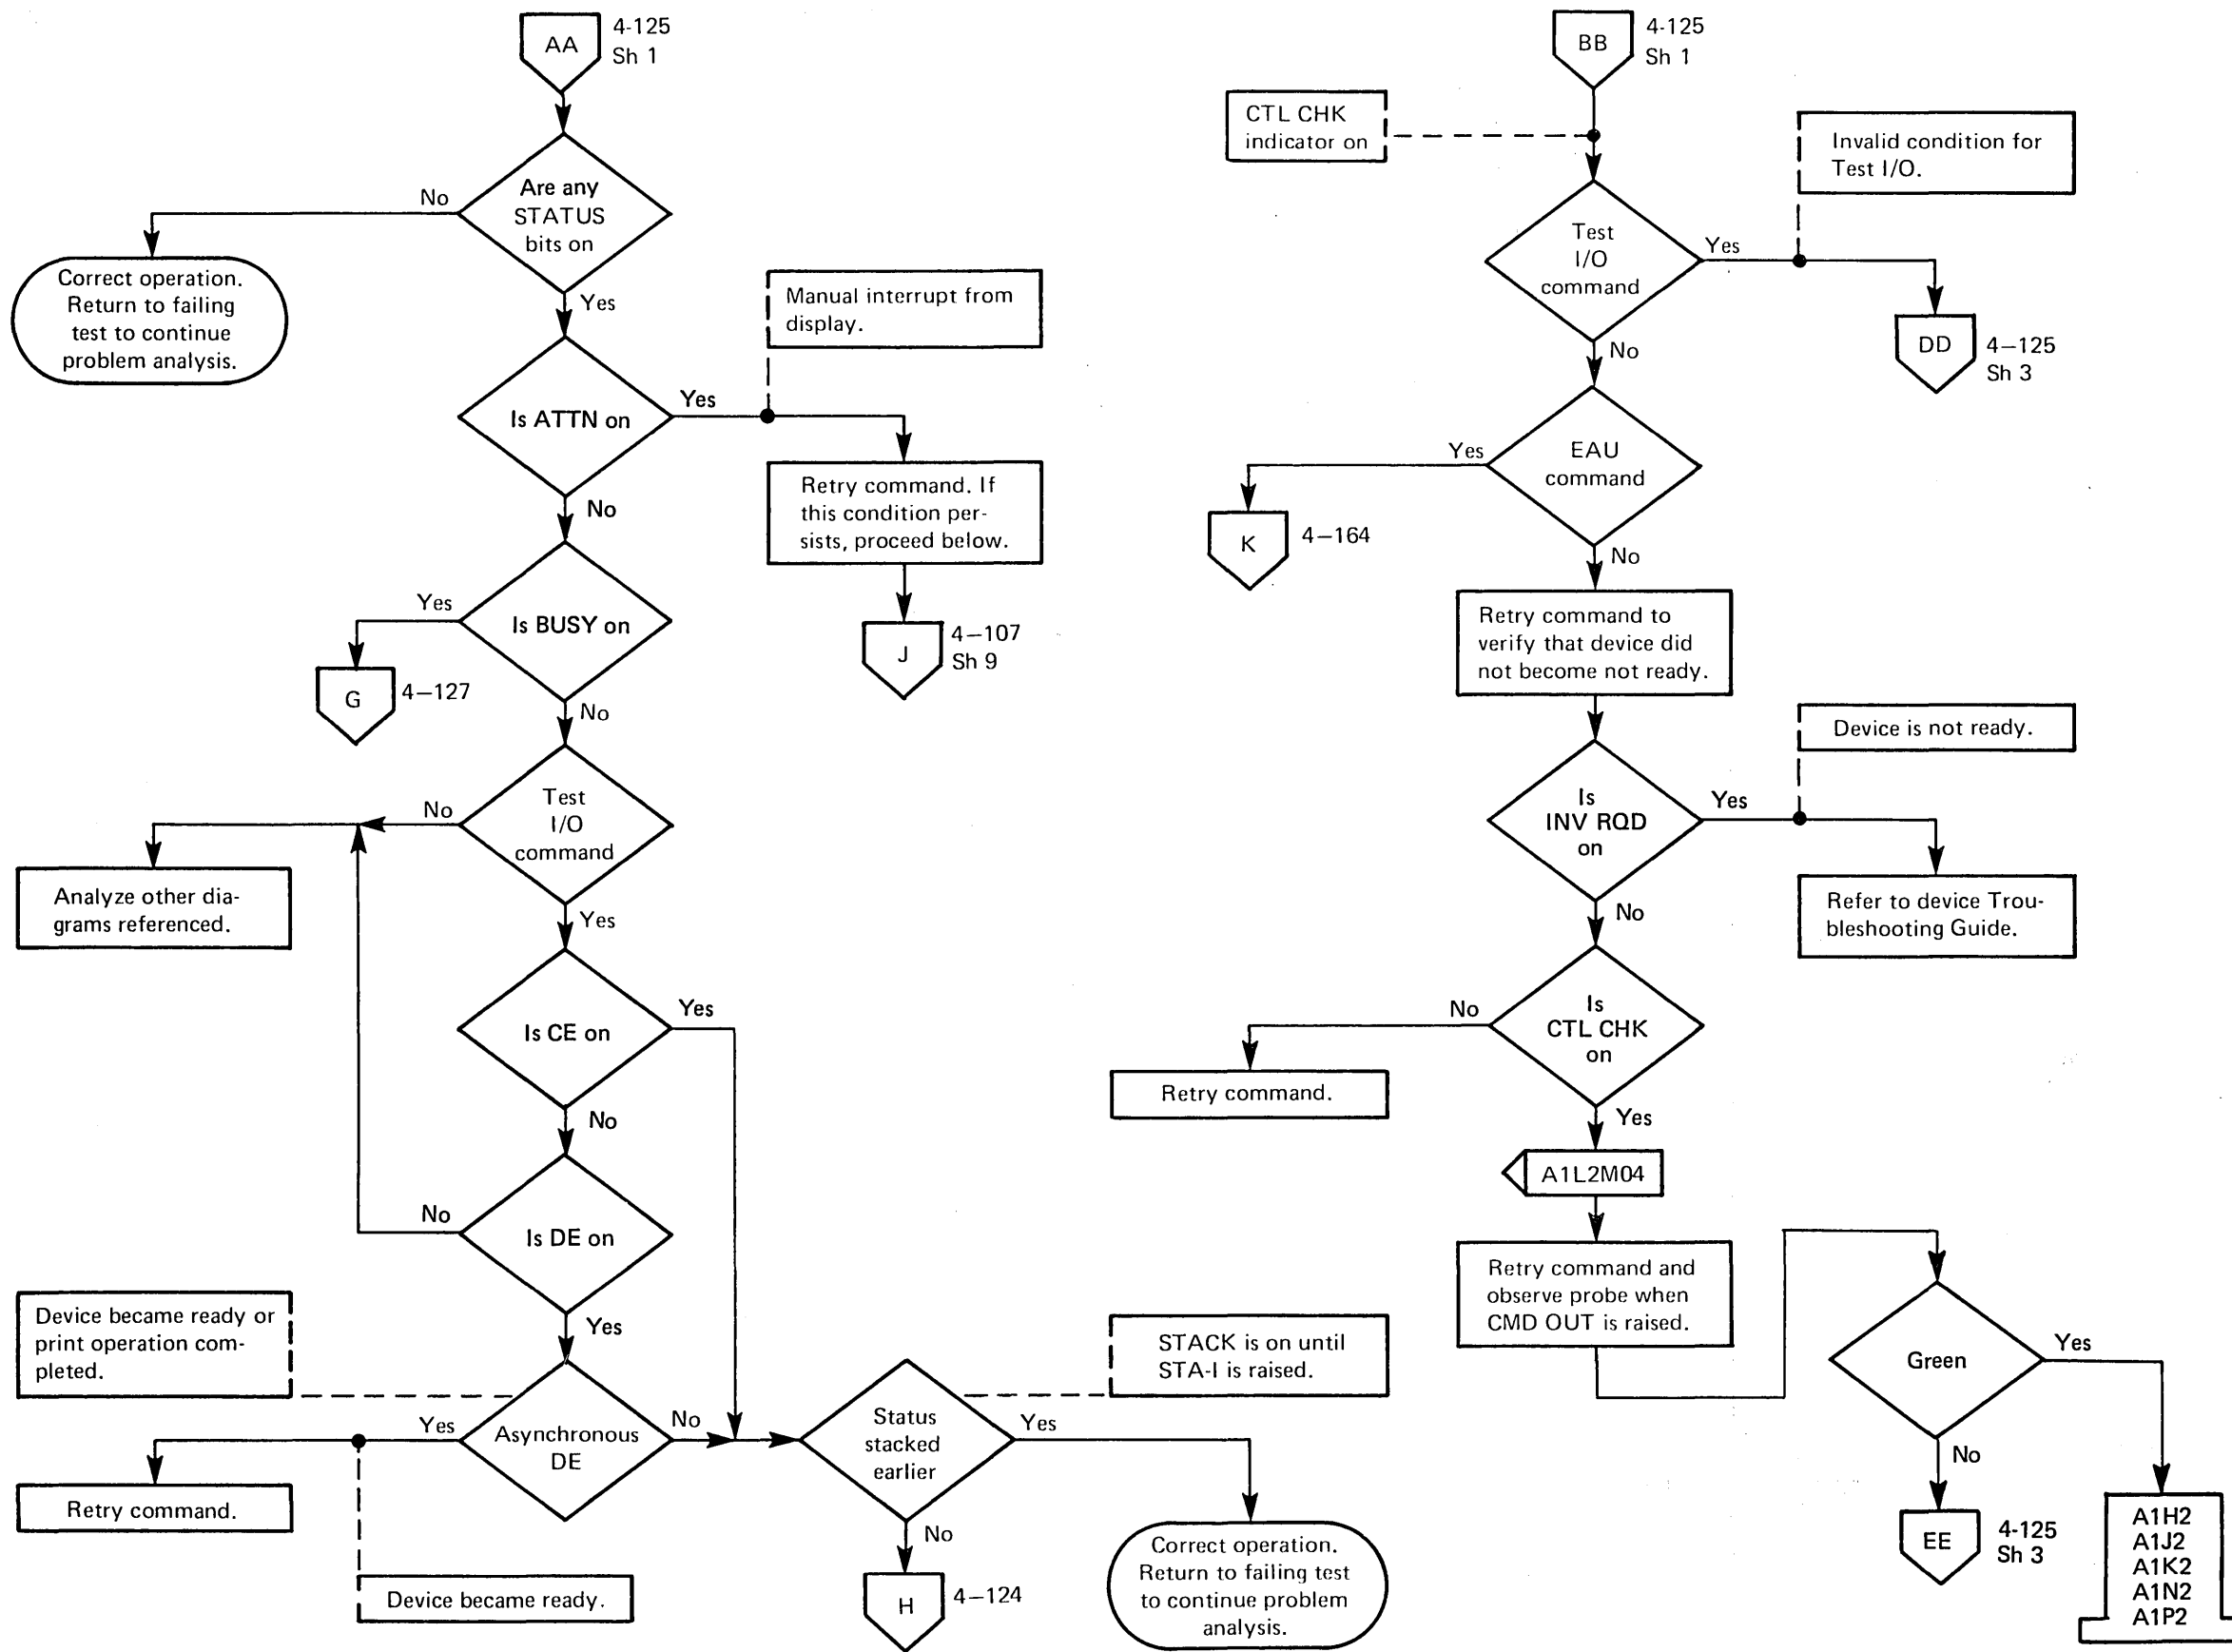 AA
4-125
Sh 1
Are any
STATUS
bits on
No
Yes
Correct operation.
Return to failing
test to continue
problem analysis.
Manual interrupt from
display.
Is ATTN on
Yes
No
Retry command. If
this condition per-
sists, proceed below.
J
4—107
Sh 9
Is BUSY on
Yes
No
G
4—127
Test
I/O
command
No
Yes
Analyze other dia-
grams referenced.
Is CE on
Yes
No
Is DE on
No
Yes
Device became ready or
print operation com-
pleted.
Asynchronous
DE
Yes
No
Retry command.
Device became ready.
STACK is on until
STA-I is raised.
Status
stacked
earlier
Yes
No
H
4—124
Correct operation.
Return to failing test
to continue problem
analysis.
BB
4-125
Sh 1
CTL CHK
indicator on
Invalid condition for
Test I/O.
Test
I/O
command
Yes
No
DD
4—125
Sh 3
EAU
command
Yes
No
K
4—164
Retry command to
verify that device did
not become not ready.
Device is not ready.
Is
INV RQD
on
Yes
No
Refer to device Trou-
bleshooting Guide.
Is
CTL CHK
on
No
Yes
Retry command.
A1L2M04
Retry command and
observe probe when
CMD OUT is raised.
Green
Yes
No
EE
4-125
Sh 3
A1H2
A1J2
A1K2
A1N2
A1P2